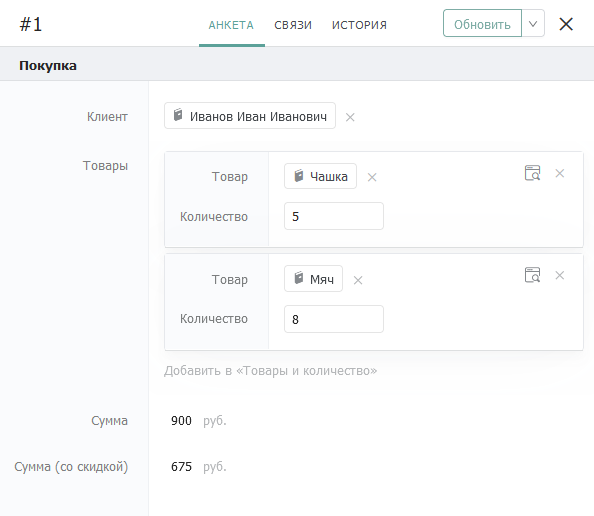 #1 АНКЕТА СВЯЗИ ИСТОРИЯ Обновить
Покупка
Клиент Иванов Иван Иванович
Товары
Товар Чашка
Количество 5
Товар Мяч
Количество 8
Добавить в «Товары и количество»
Сумма 900 руб.
Сумма (со скидкой) 675 руб.